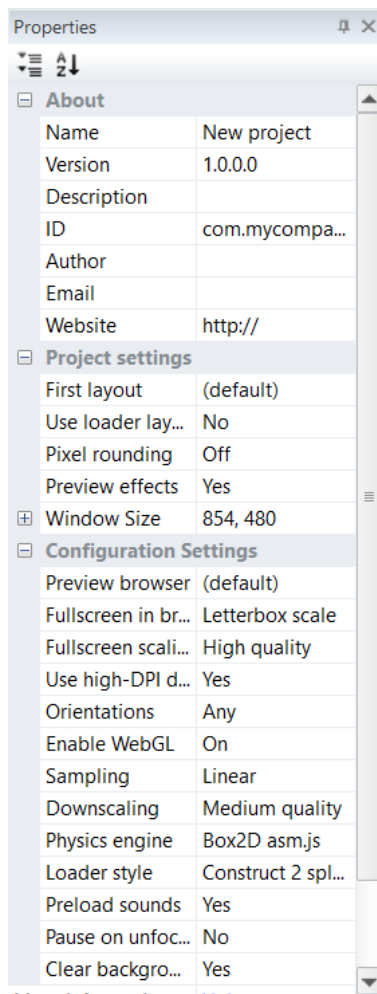 Properties
About
Name New project
Version 1.0.0.0
Description
ID com.mycompa...
Author
Email
Website http://
Project settings
First layout (default)
Use loader lay... No
Pixel rounding Off
Preview effects Yes
Window Size 854, 480
Configuration Settings
Preview browser (default)
Fullscreen in br... Letterbox scale
Fullscreen scali... High quality
Use high-DPI d... Yes
Orientations Any
Enable WebGL On
Sampling Linear
Downscaling Medium quality
Physics engine Box2D asm.js
Loader style Construct 2 spl...
Preload sounds Yes
Pause on unfoc... No
Clear backgro... Yes